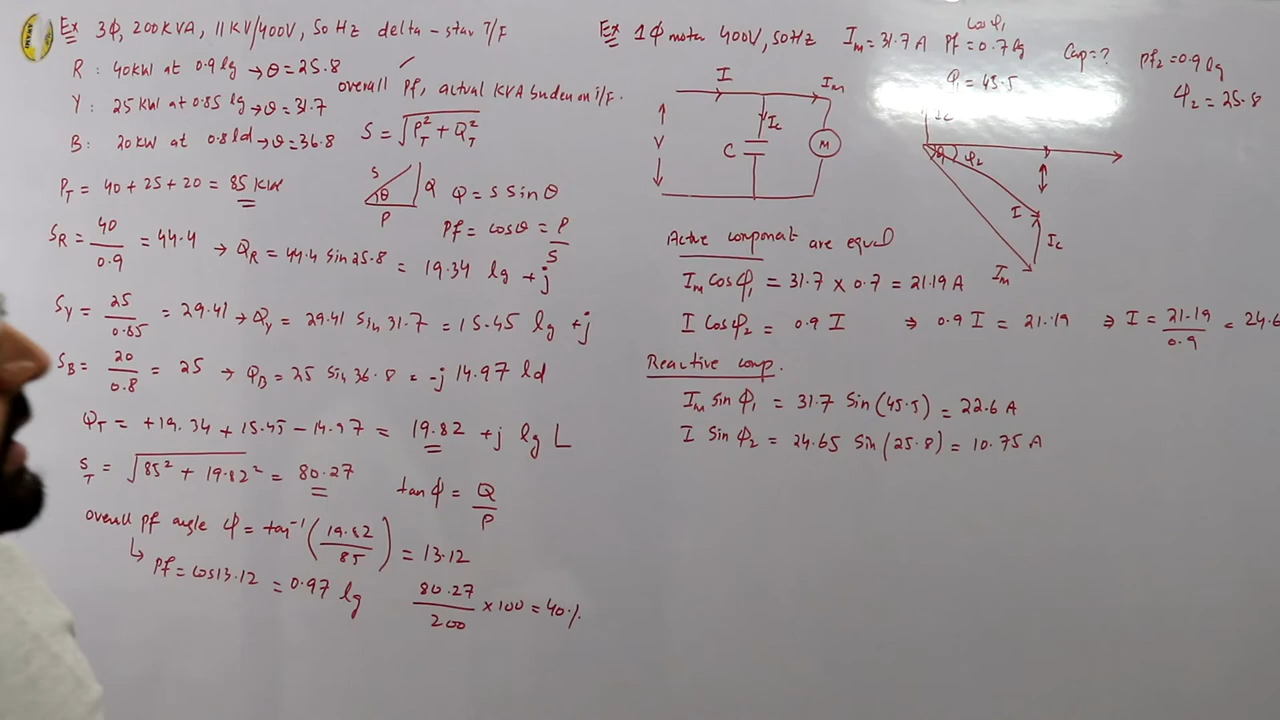 Ex 3Φ, 200KVA, 11KV/400V, 50Hz delta-star T/F
R: 40KW at 0.9 lg → θ=25.8
Y: 25 KW at 0.85 lg → θ=31.7
B: 20KW at 0.8 ld → θ=36.8
overall Pf, actual KVA burden on T/F.
S = √P_T² + Q_T²
P_T = 40 + 25 + 20 = 85 KW
S θ P Q
Q = S Sin θ
Pf = cosθ = P/S
S_R = 40/0.9 = 44.4 → Q_R = 44.4 sin 25.8 = 19.34 lg +j
S_Y = 25/0.85 = 29.41 → Q_Y = 29.41 Sin 31.7 = 15.45 lg +j
S_B = 20/0.8 = 25 → Q_B = 25 Sin 36.8 = -j 14.97 ld
Q_T = +19.34 + 15.45 - 14.97 = 19.82 +j lg L
S_T = √85² + 19.82² = 80.27
tan φ = Q/P
overall pf angle φ = tan⁻¹(19.82/85) = 13.12
↳ Pf = cos13.12 = 0.97 lg
80.27/200 × 100 = 40%
Ex 1Φ motor 400V, 50Hz I_m = 31.7 A Pf = 0.7 lg Cap = ? pf₂ = 0.9 lg
cos φ₁
φ₁ = 45.5
φ₂ = 25.8
I I_m
V C I_c M
I_c
φ₂
I I_c
I_m
Active component are equal
I_m cos φ₁ = 31.7 × 0.7 = 21.19 A
I Cos φ₂ = 0.9 I ⇒ 0.9 I = 21.19 ⇒ I = 21.19/0.9 = 24.6
Reactive comp.
I_m sin φ₁ = 31.7 Sin(45.5) = 22.6 A
I Sin φ₂ = 24.65 Sin(25.8) = 10.75 A